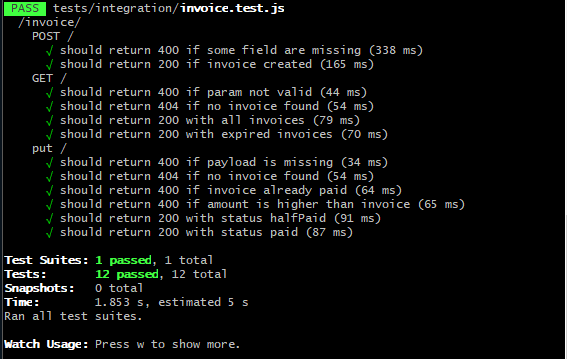 PASS tests/integration/invoice.test.js
/invoice/
POST /
√ should return 400 if some field are missing (338 ms)
√ should return 200 if invoice created (165 ms)
GET /
√ should return 400 if param not valid (44 ms)
√ should return 404 if no invoice found (54 ms)
√ should return 200 with all invoices (79 ms)
√ should return 200 with expired invoices (70 ms)
put /
√ should return 400 if payload is missing (34 ms)
√ should return 404 if no invoice found (54 ms)
√ should return 400 if invoice already paid (64 ms)
√ should return 400 if amount is higher than invoice (65 ms)
√ should return 200 with status halfPaid (91 ms)
√ should return 200 with status paid (87 ms)
Test Suites: 1 passed, 1 total
Tests: 12 passed, 12 total
Snapshots: 0 total
Time: 1.853 s, estimated 5 s
Ran all test suites.
Watch Usage: Press w to show more.